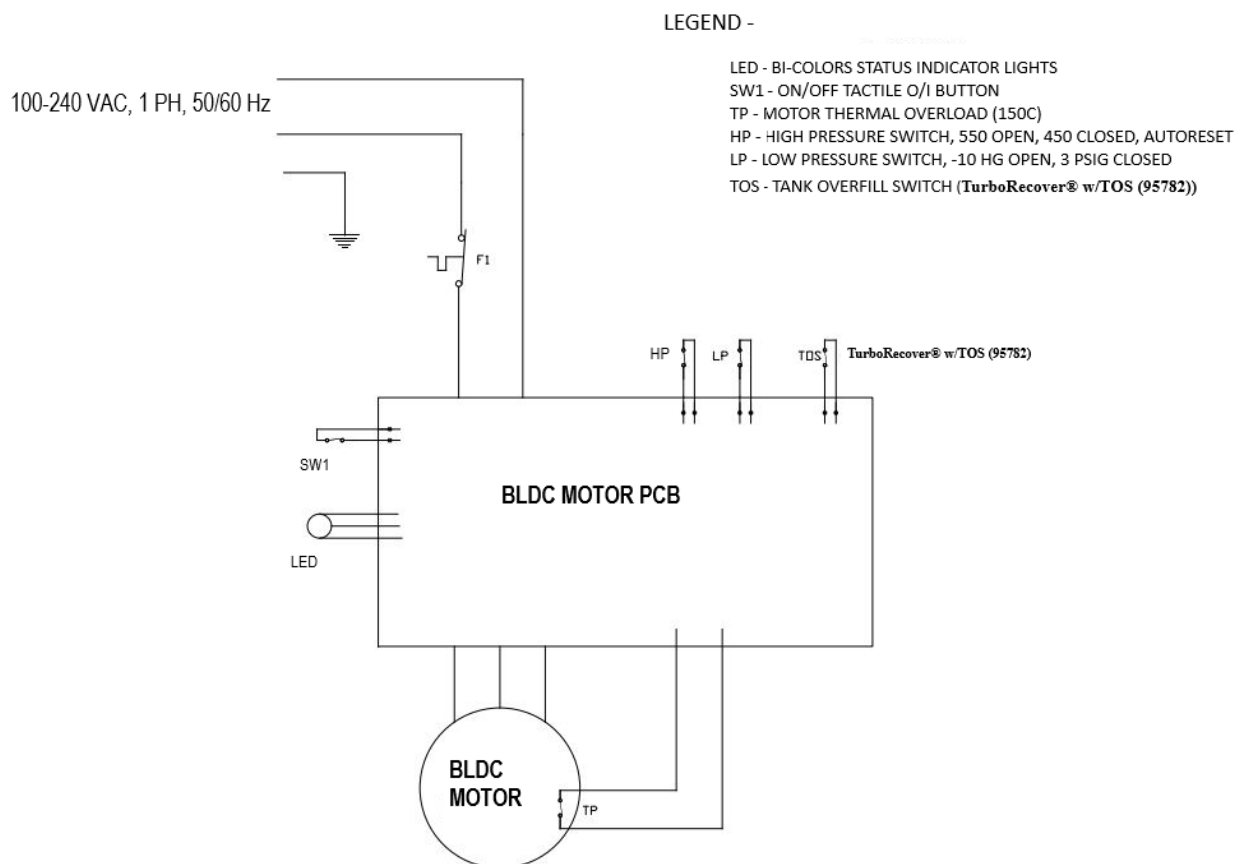 LEGEND -
LED - BI-COLORS STATUS INDICATOR LIGHTS
100-240 VAC, 1 PH, 50/60 Hz
SW1 - ON/OFF TACTILE O/I BUTTON
TP - MOTOR THERMAL OVERLOAD (150C)
HP - HIGH PRESSURE SWITCH, 550 OPEN, 450 CLOSED, AUTORESET
LP - LOW PRESSURE SWITCH, -10 HG OPEN, 3 PSIG CLOSED
TOS - TANK OVERFILL SWITCH (TurboRecover® w/TOS (95782))
F1
HP
LP
TOS
TurboRecover® w/TOS (95782)
SW1
BLDC MOTOR PCB
LED
BLDC
MOTOR
TP